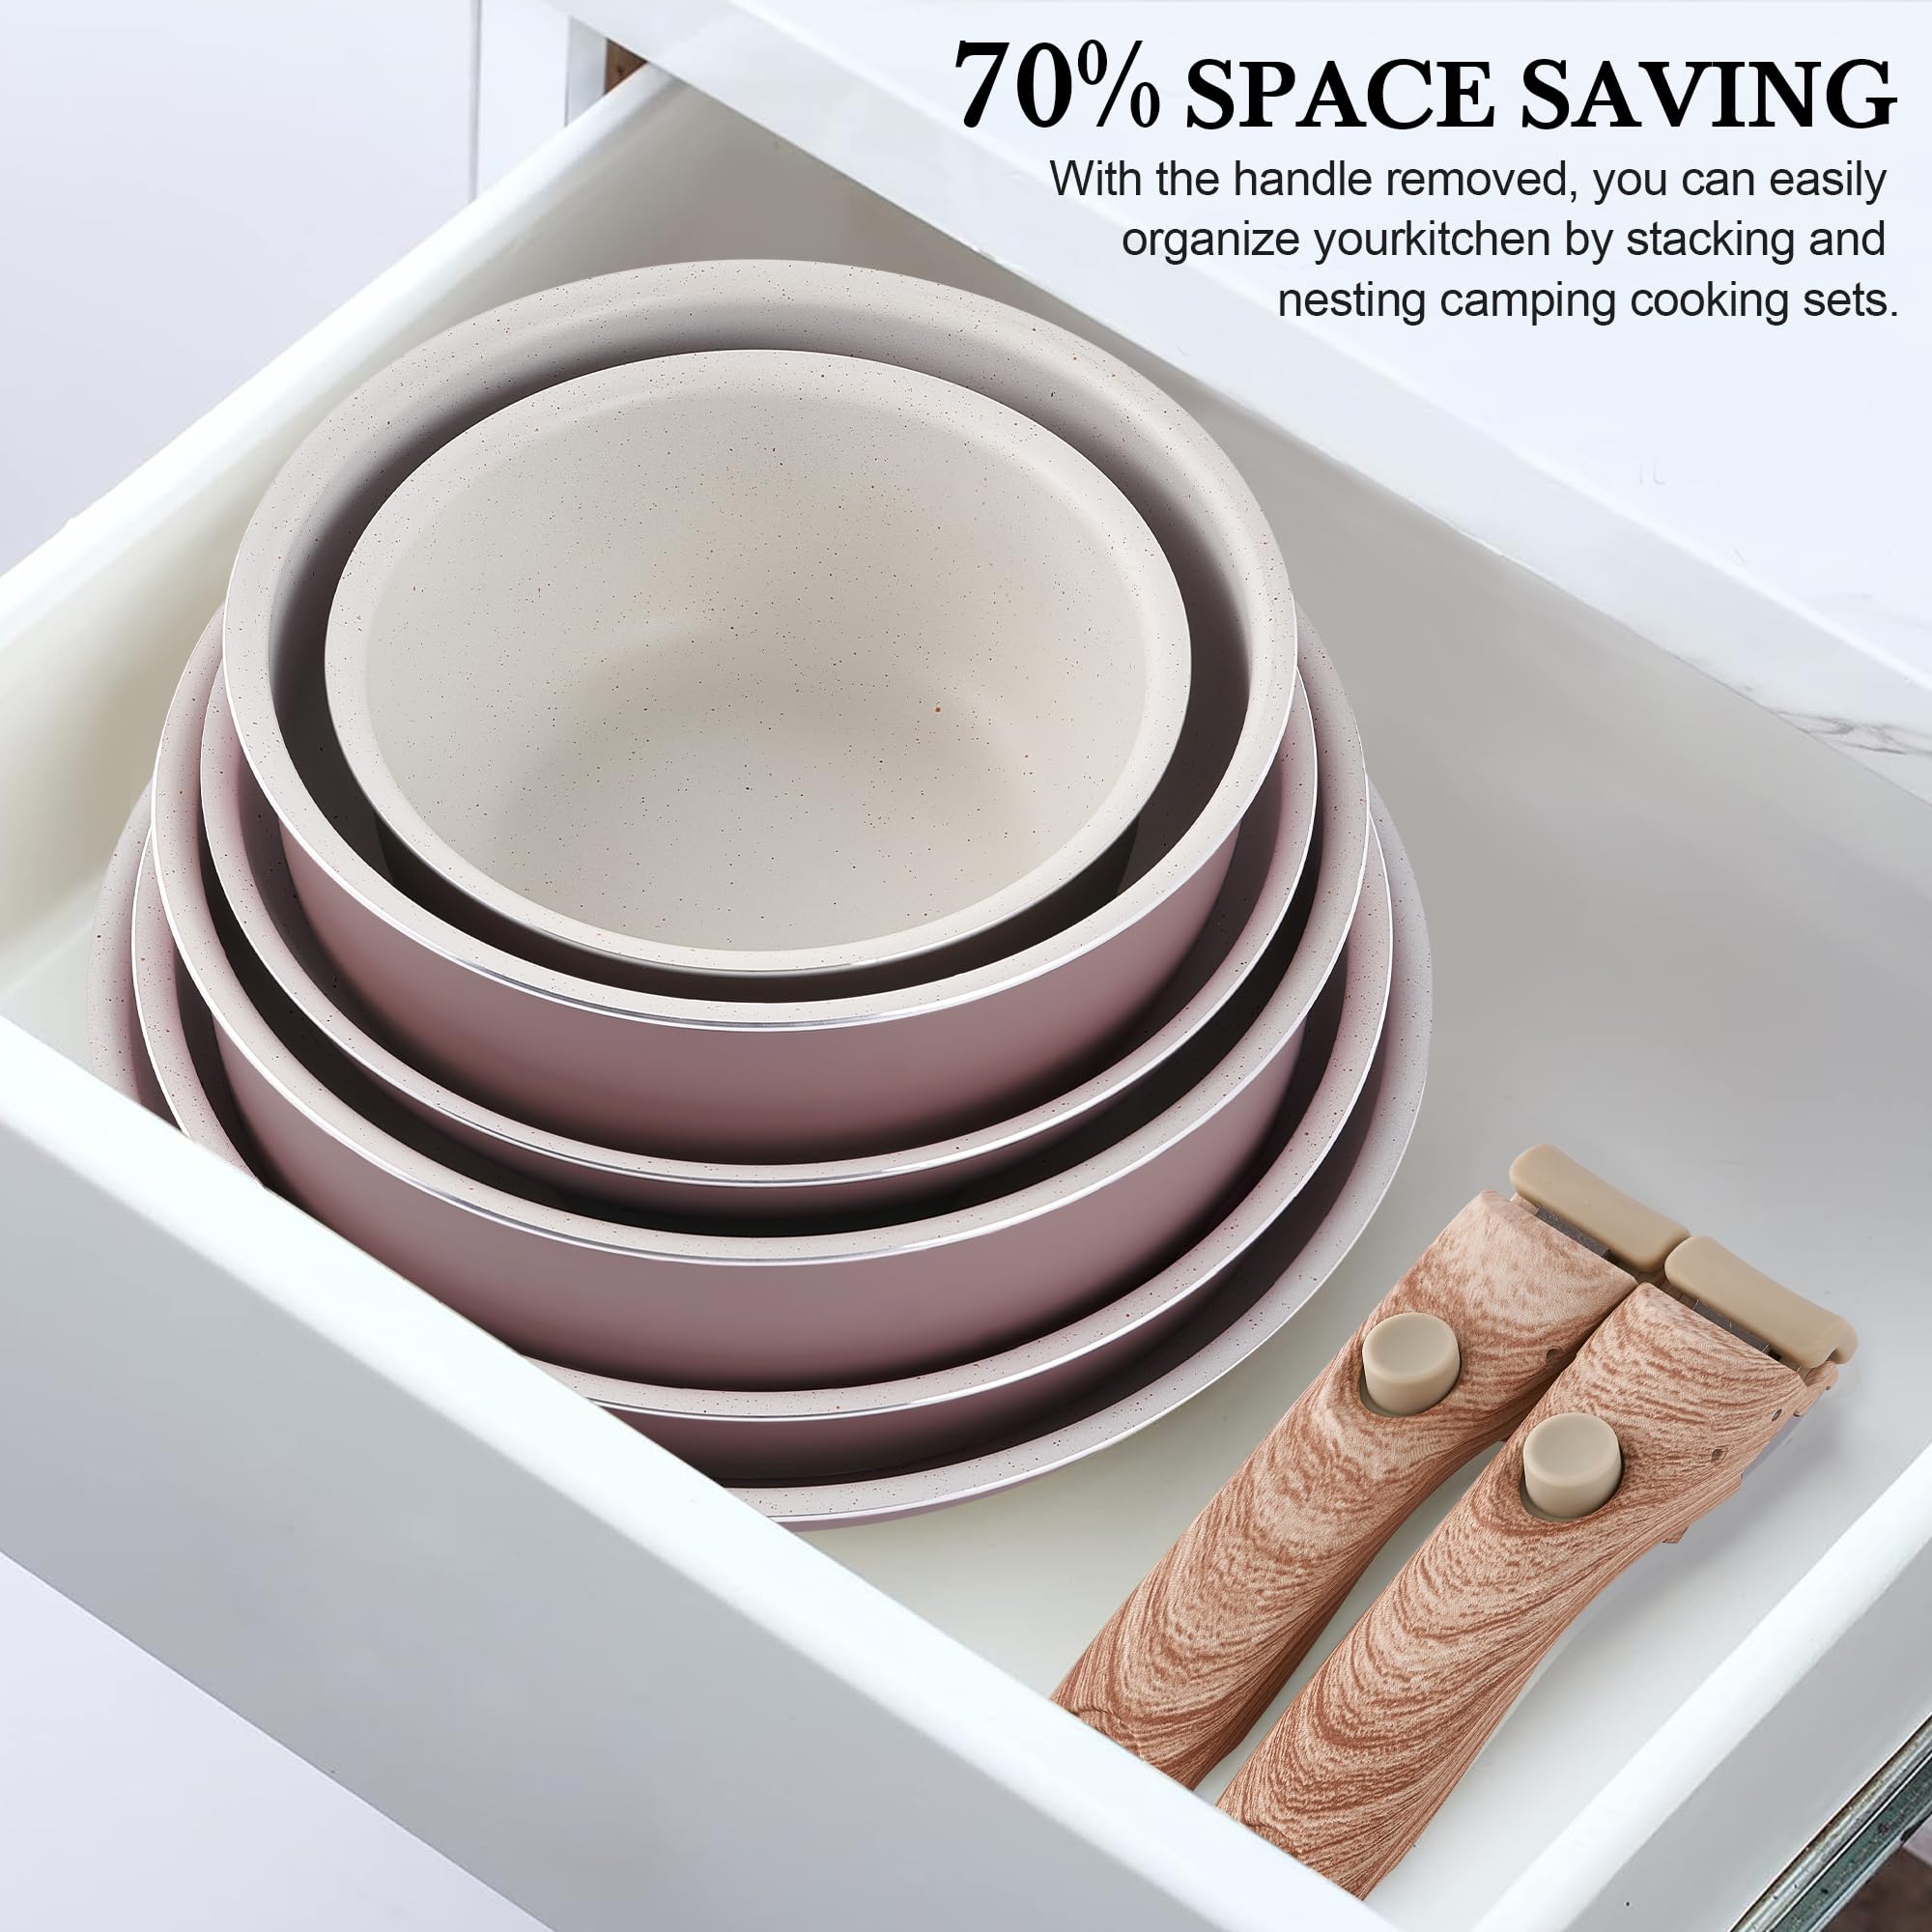 70% SPACE SAVING
With the handle removed, you can easily
organize yourkitchen by stacking and
nesting camping cooking sets.